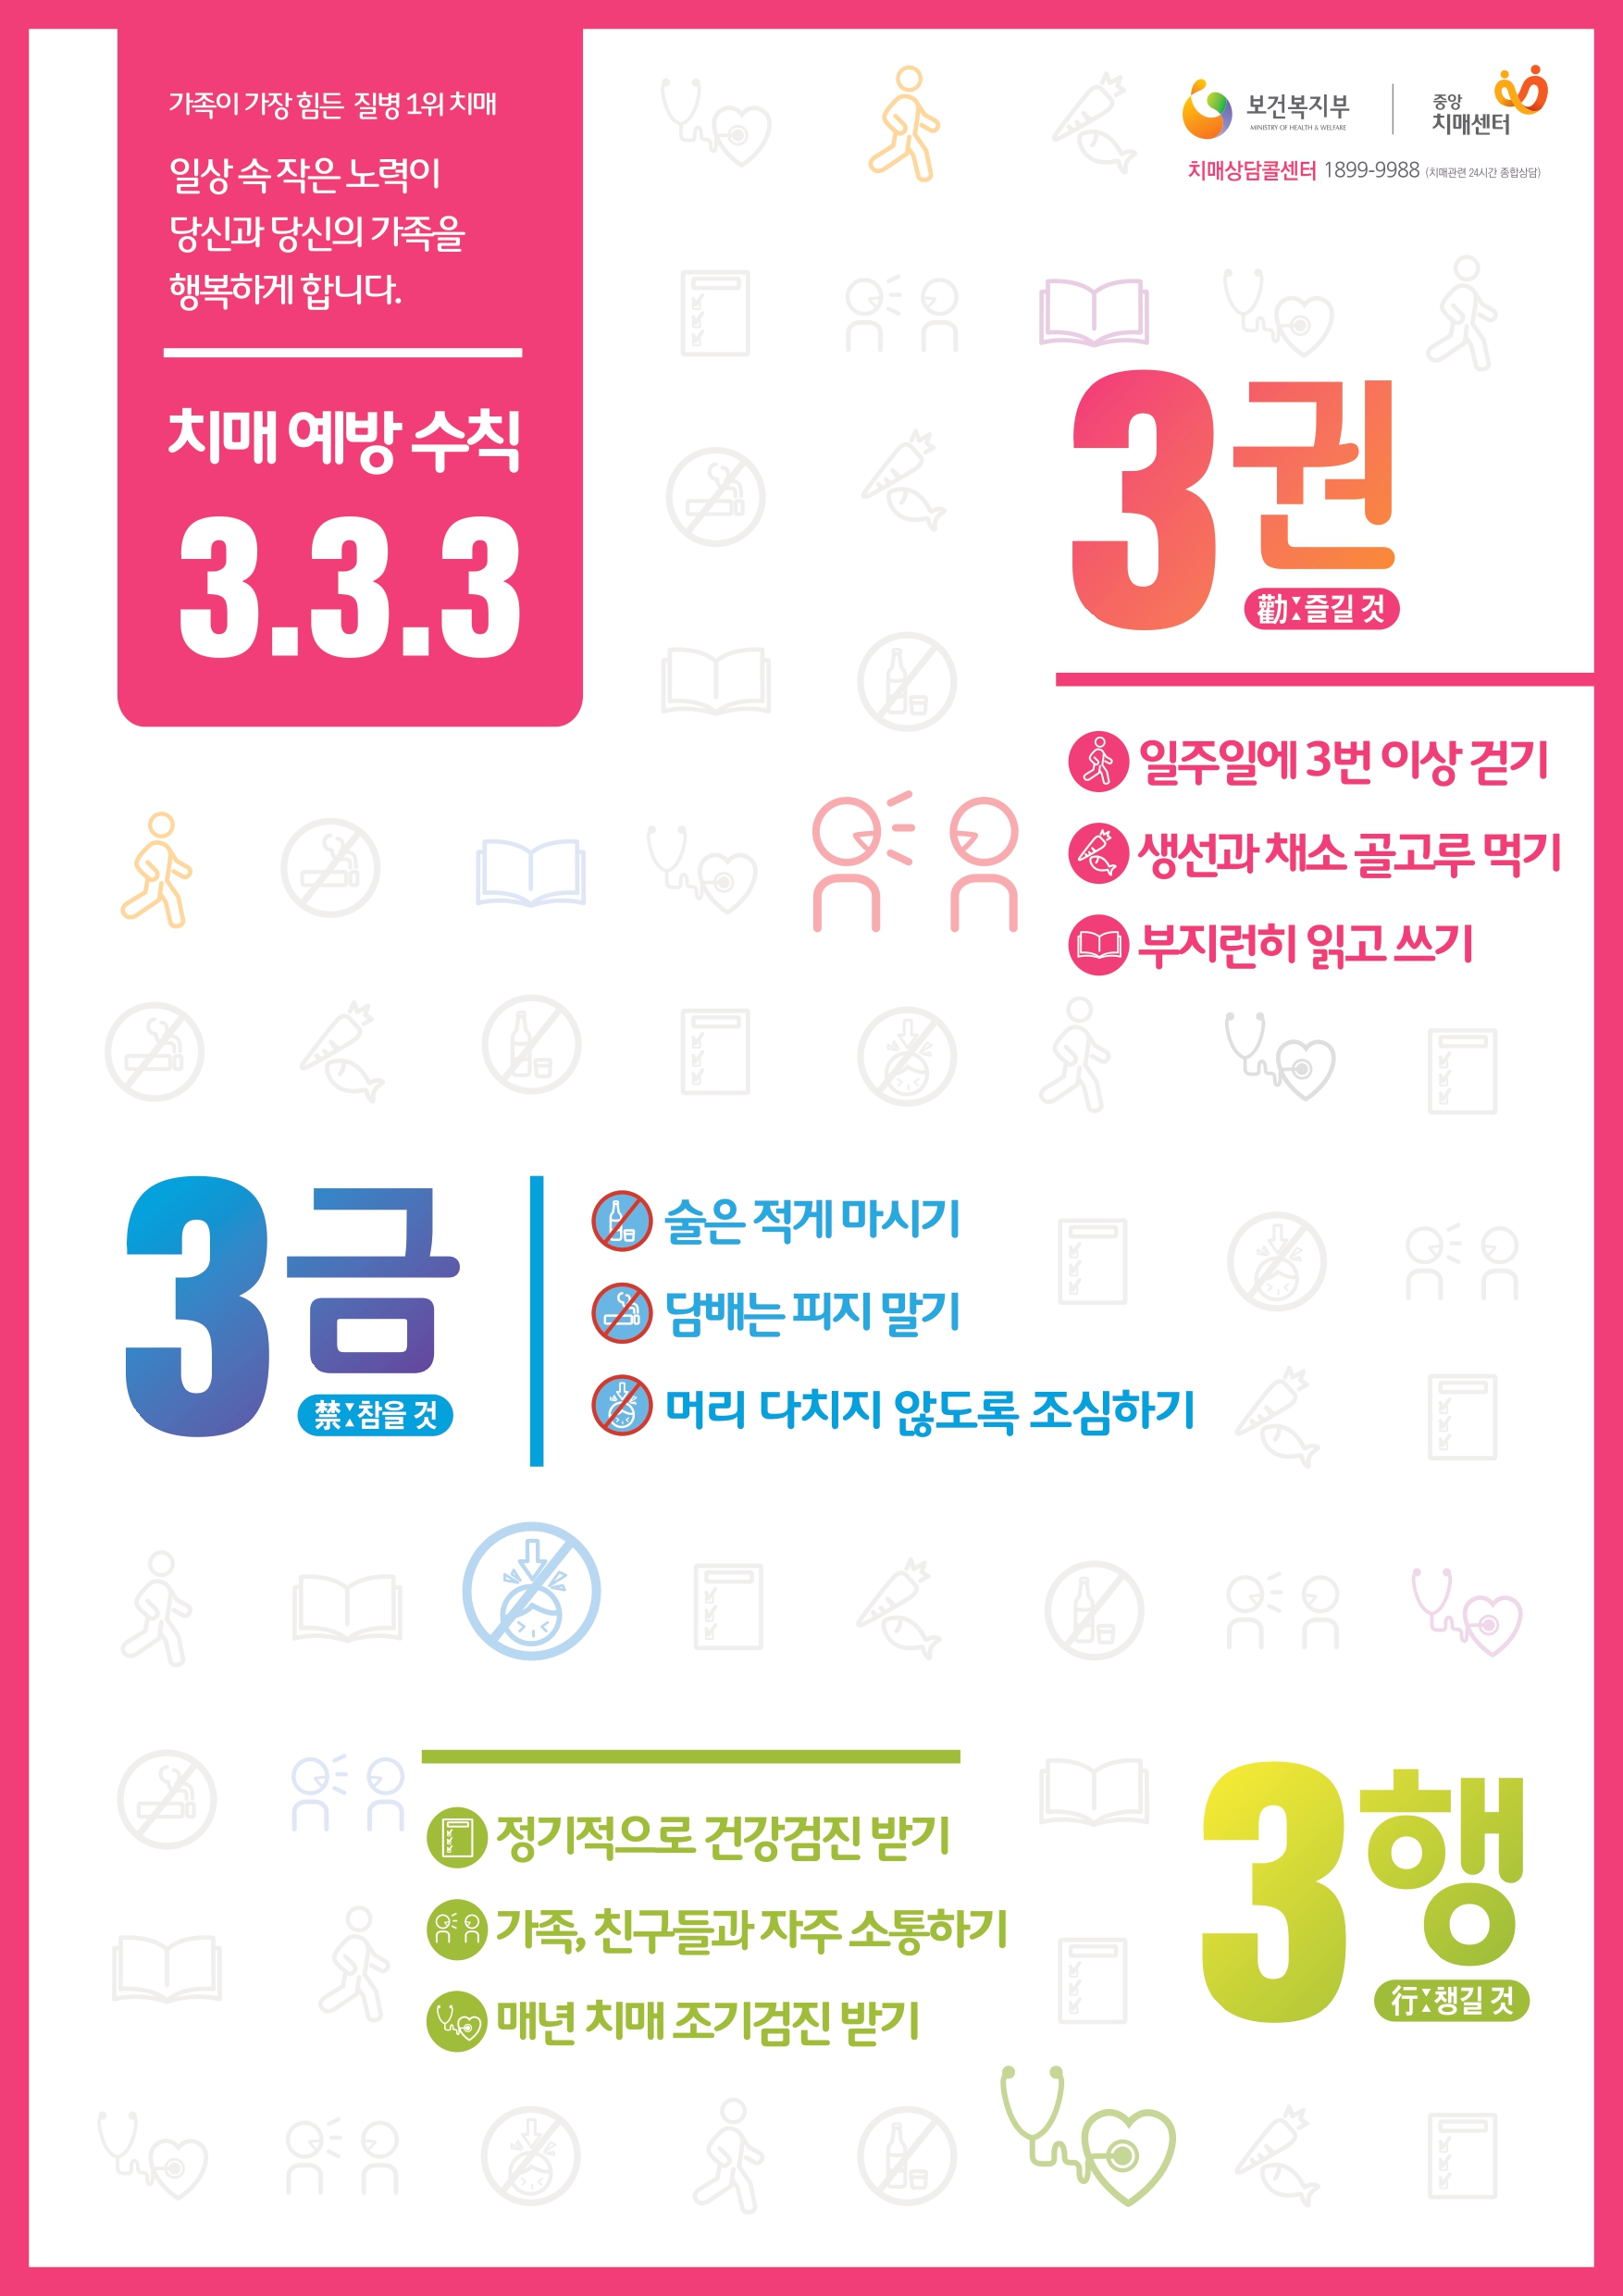 가족이 가장 힘든 질병 1위 치매
일상 속 작은 노력이
당신과 당신의 가족을
행복하게 합니다.
치매 예방 수칙
3.3.3
보건복지부
MINISTRY OF HEALTH & WELFARE
중앙
치매센터
치매상담콜센터 1899-9988 (치매관련 24시간 종합상담)
3권
勸:즐길 것
일주일에 3번 이상 걷기
생선과 채소 골고루 먹기
부지런히 읽고 쓰기
3금
禁:참을 것
술은 적게 마시기
담배는 피지 말기
머리 다치지 않도록 조심하기
3행
行:챙길 것
정기적으로 건강검진 받기
가족, 친구들과 자주 소통하기
매년 치매 조기검진 받기